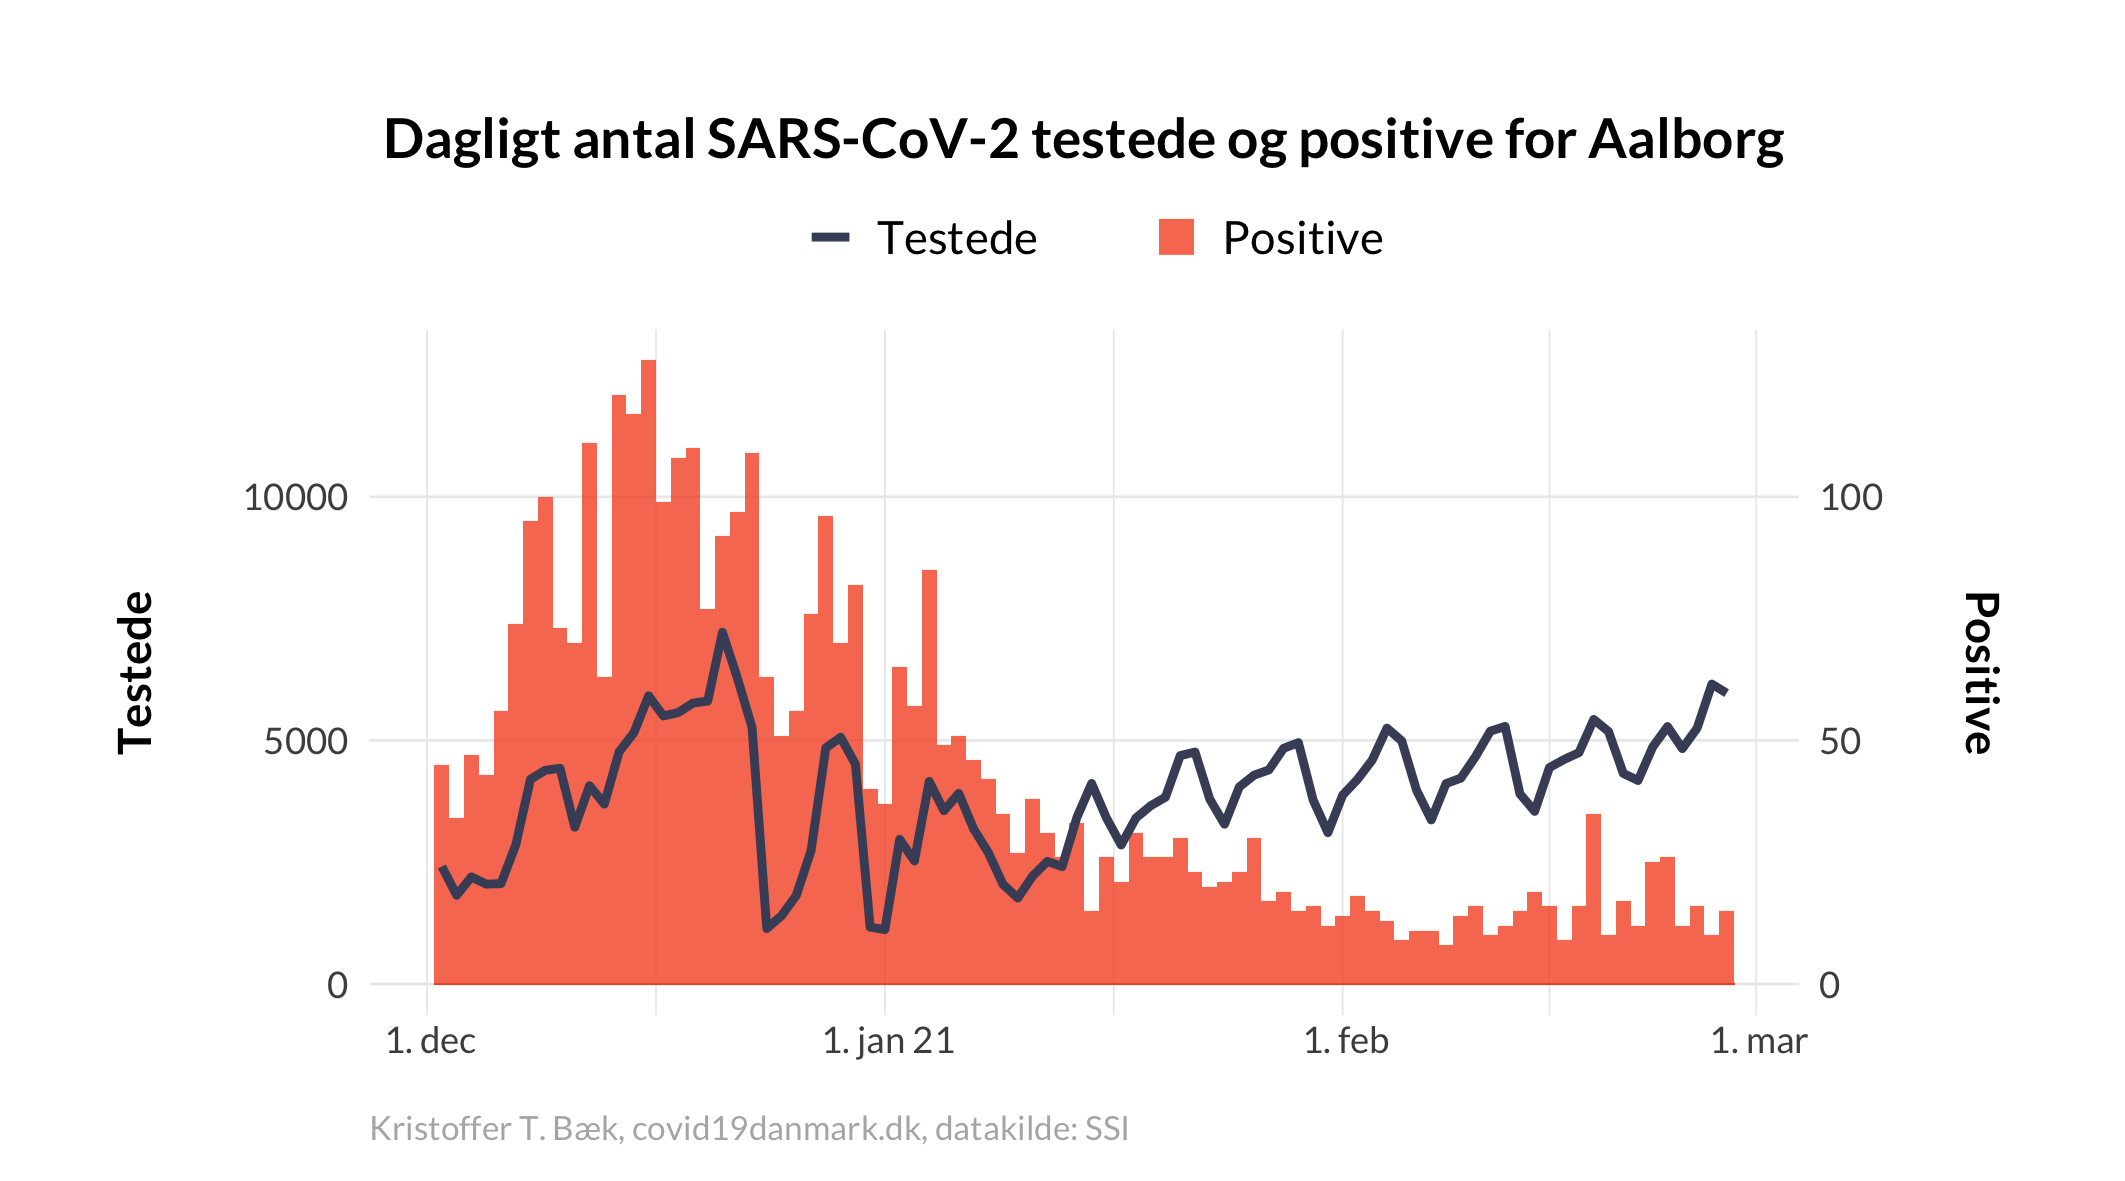 Dagligt antal SARS-CoV-2 testede og positive for Aalborg
Testede
Positive
10000
5000
0
100
50
0
Testede
Positive
1. dec
1. jan 21
1. feb
1. mar
Kristoffer T. Bæk, covid19danmark.dk, datakilde: SSI